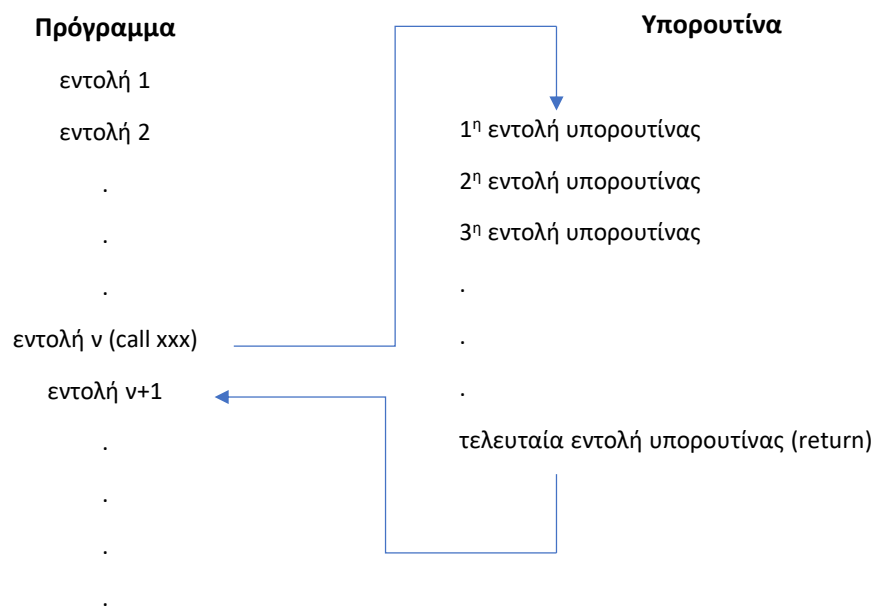 Πρόγραμμα
εντολή 1
εντολή 2
.
.
.
εντολή ν (call xxx)
εντολή ν+1
.
.
.
.
Υπορουτίνα
1η εντολή υπορουτίνας
2η εντολή υπορουτίνας
3η εντολή υπορουτίνας
.
.
.
τελευταία εντολή υπορουτίνας (return)